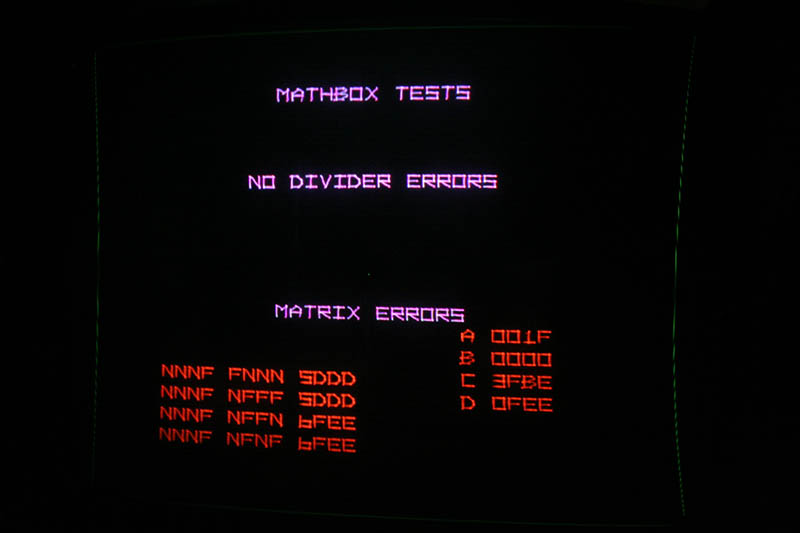 MATHBOX TESTS
NO DIVIDER ERRORS
MATRIX ERRORS
A 001F
B 0000
C 3FBE
D 0FEE
NNNF FNNN 5DDD
NNNF NFFF 5DDD
NNNF NFFN 6FEE
NNNF NFNF 6FEE